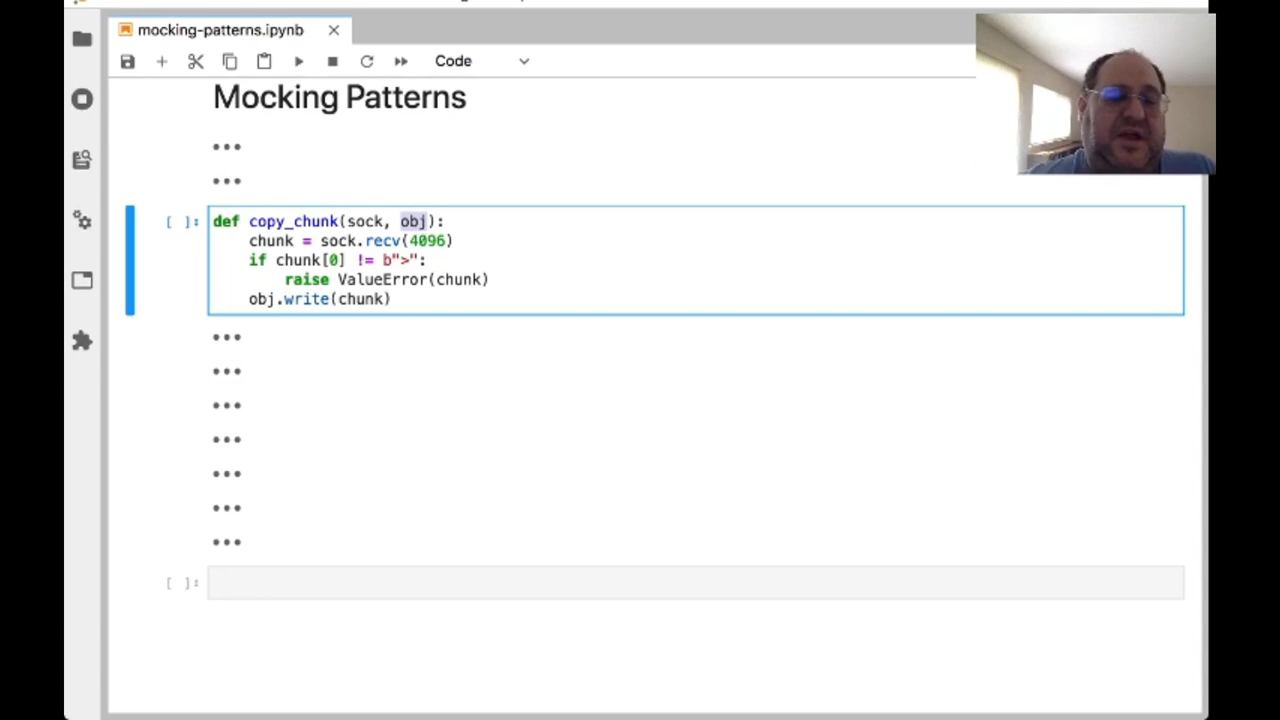 mocking-patterns.ipynb
Code
Mocking Patterns
[ ]: def copy_chunk(sock, obj):
    chunk = sock.recv(4096)
    if chunk[0] != b">":
        raise ValueError(chunk)
    obj.write(chunk)
[ ]: